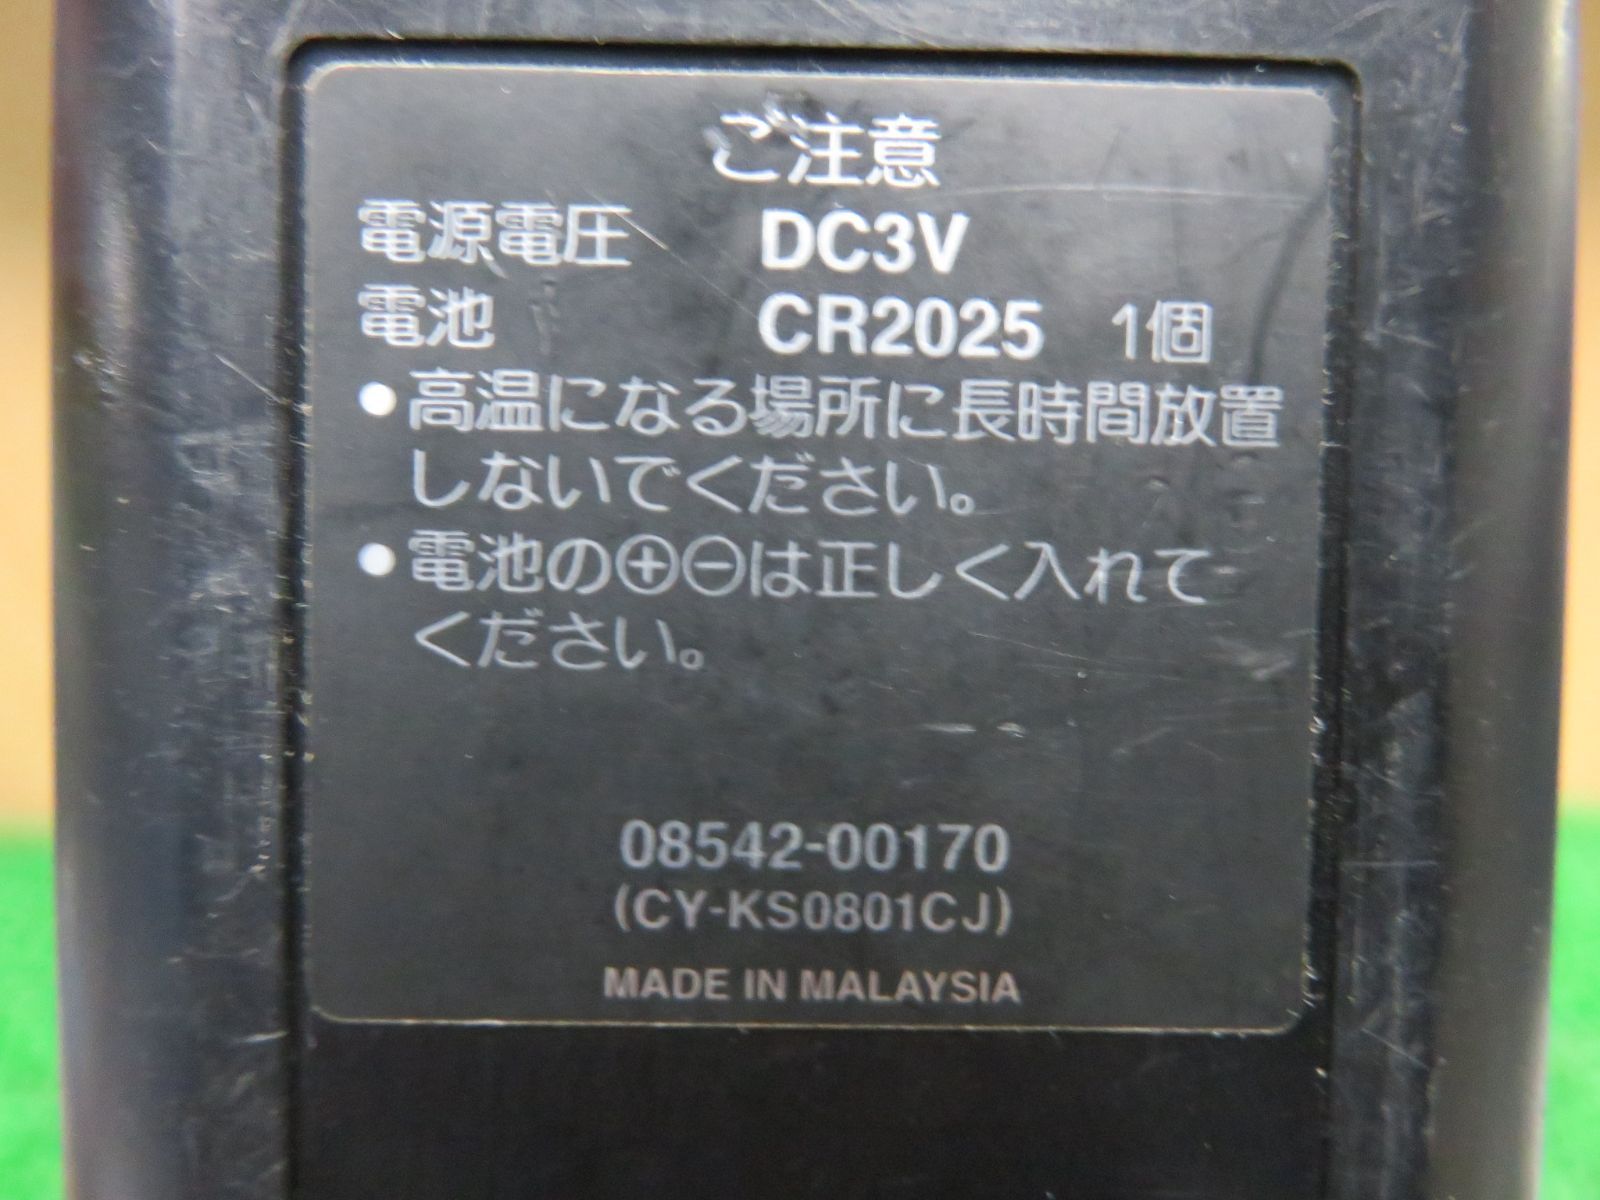 ご注意
電源電圧 DC3V
電池 CR2025 1個
●高温になる場所に長時間放置
しないでください。
●電池の⊕⊖は正しく入れて
ください。
08542-00170
(CY-KS0801CJ)
MADE IN MALAYSIA